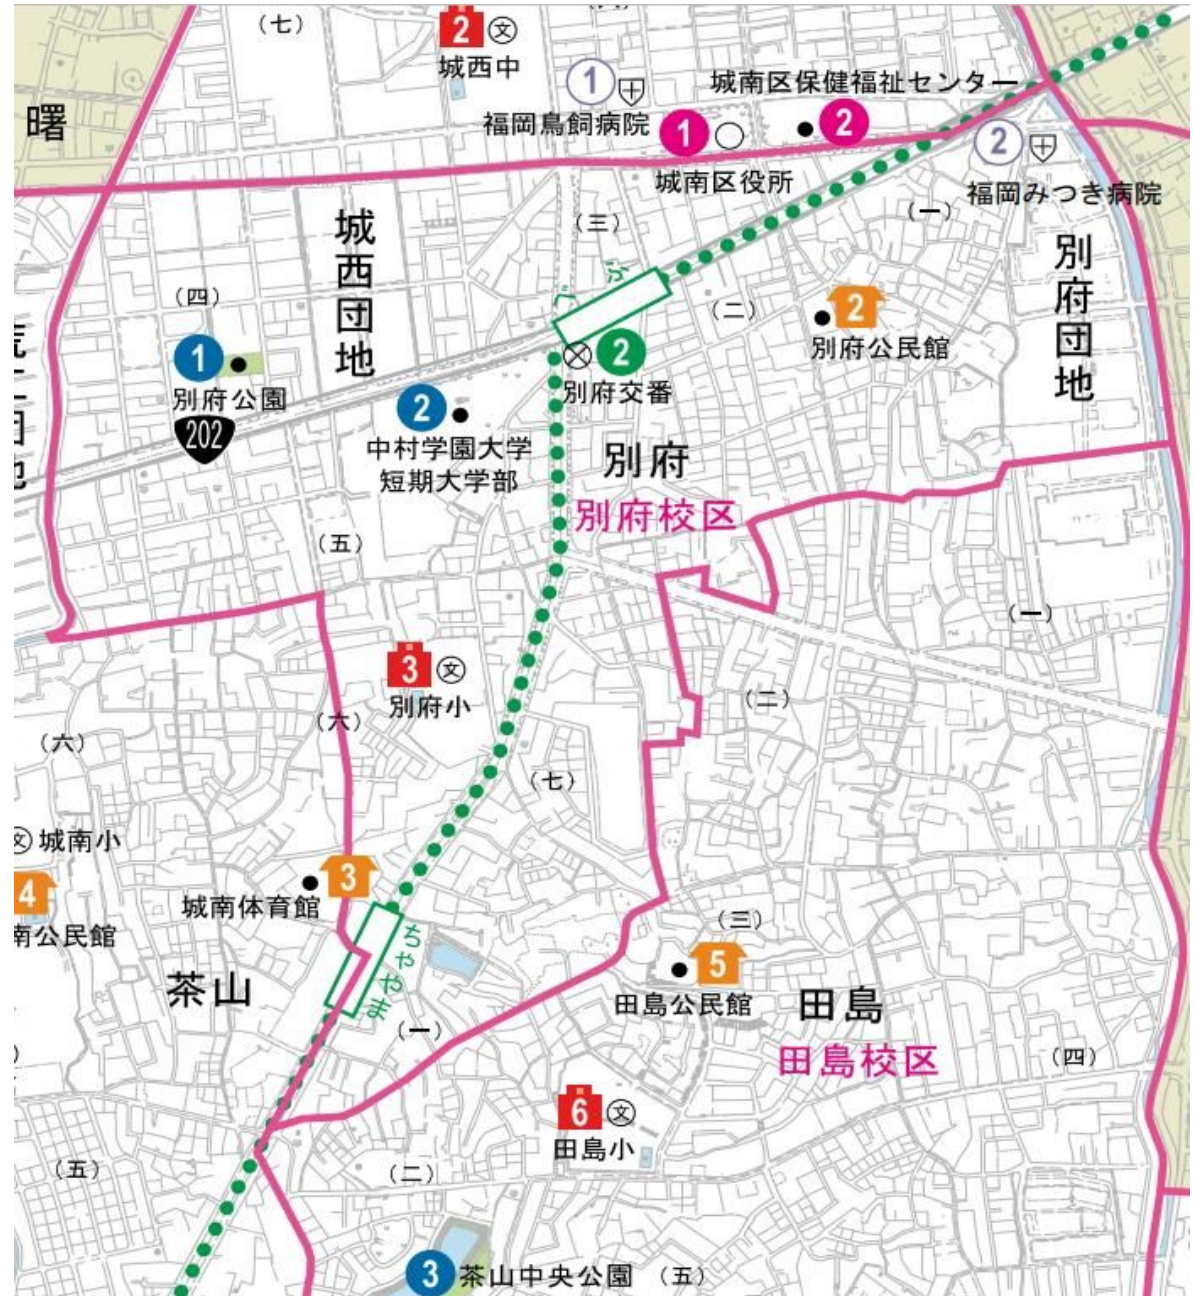 (七)
2
文
城西中
1
福岡鳥飼病院
城南区保健福祉センター
1
2
城南区役所
2
福岡みつき病院
曙
城西団地
(三)
(一)
別府団地
(四)
べふ
(二)
2
別府公民館
1
別府公園
202
2
別府交番
2
中村学園大学
短期大学部
別府
別府校区
(五)
(一)
3
文
別府小
(六)
(六)
(二)
(七)
文
城南小
4
南公民館
3
城南体育館
ちゃやま
(三)
5
田島公民館
茶山
田島
田島校区
(一)
(四)
6
文
田島小
(五)
(二)
3
茶山中央公園
(五)